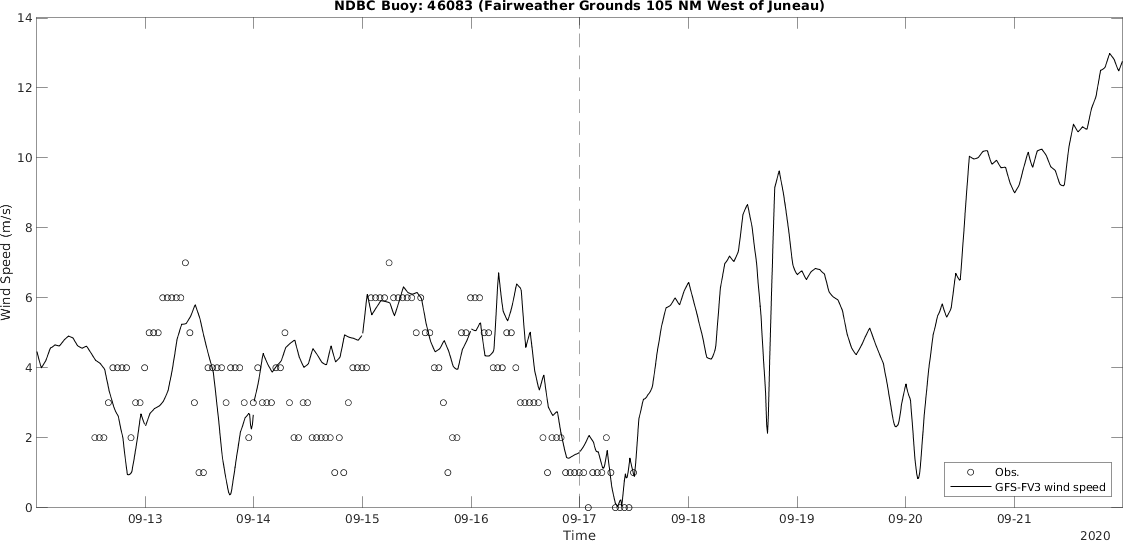 NDBC Buoy: 46083 (Fairweather Grounds 105 NM West of Juneau)
14
12
10
8
6
4
2
0
Wind Speed (m/s)
Obs.
GFS-FV3 wind speed
09-13 09-14 09-15 09-16 09-17 09-18 09-19 09-20 09-21
Time
2020